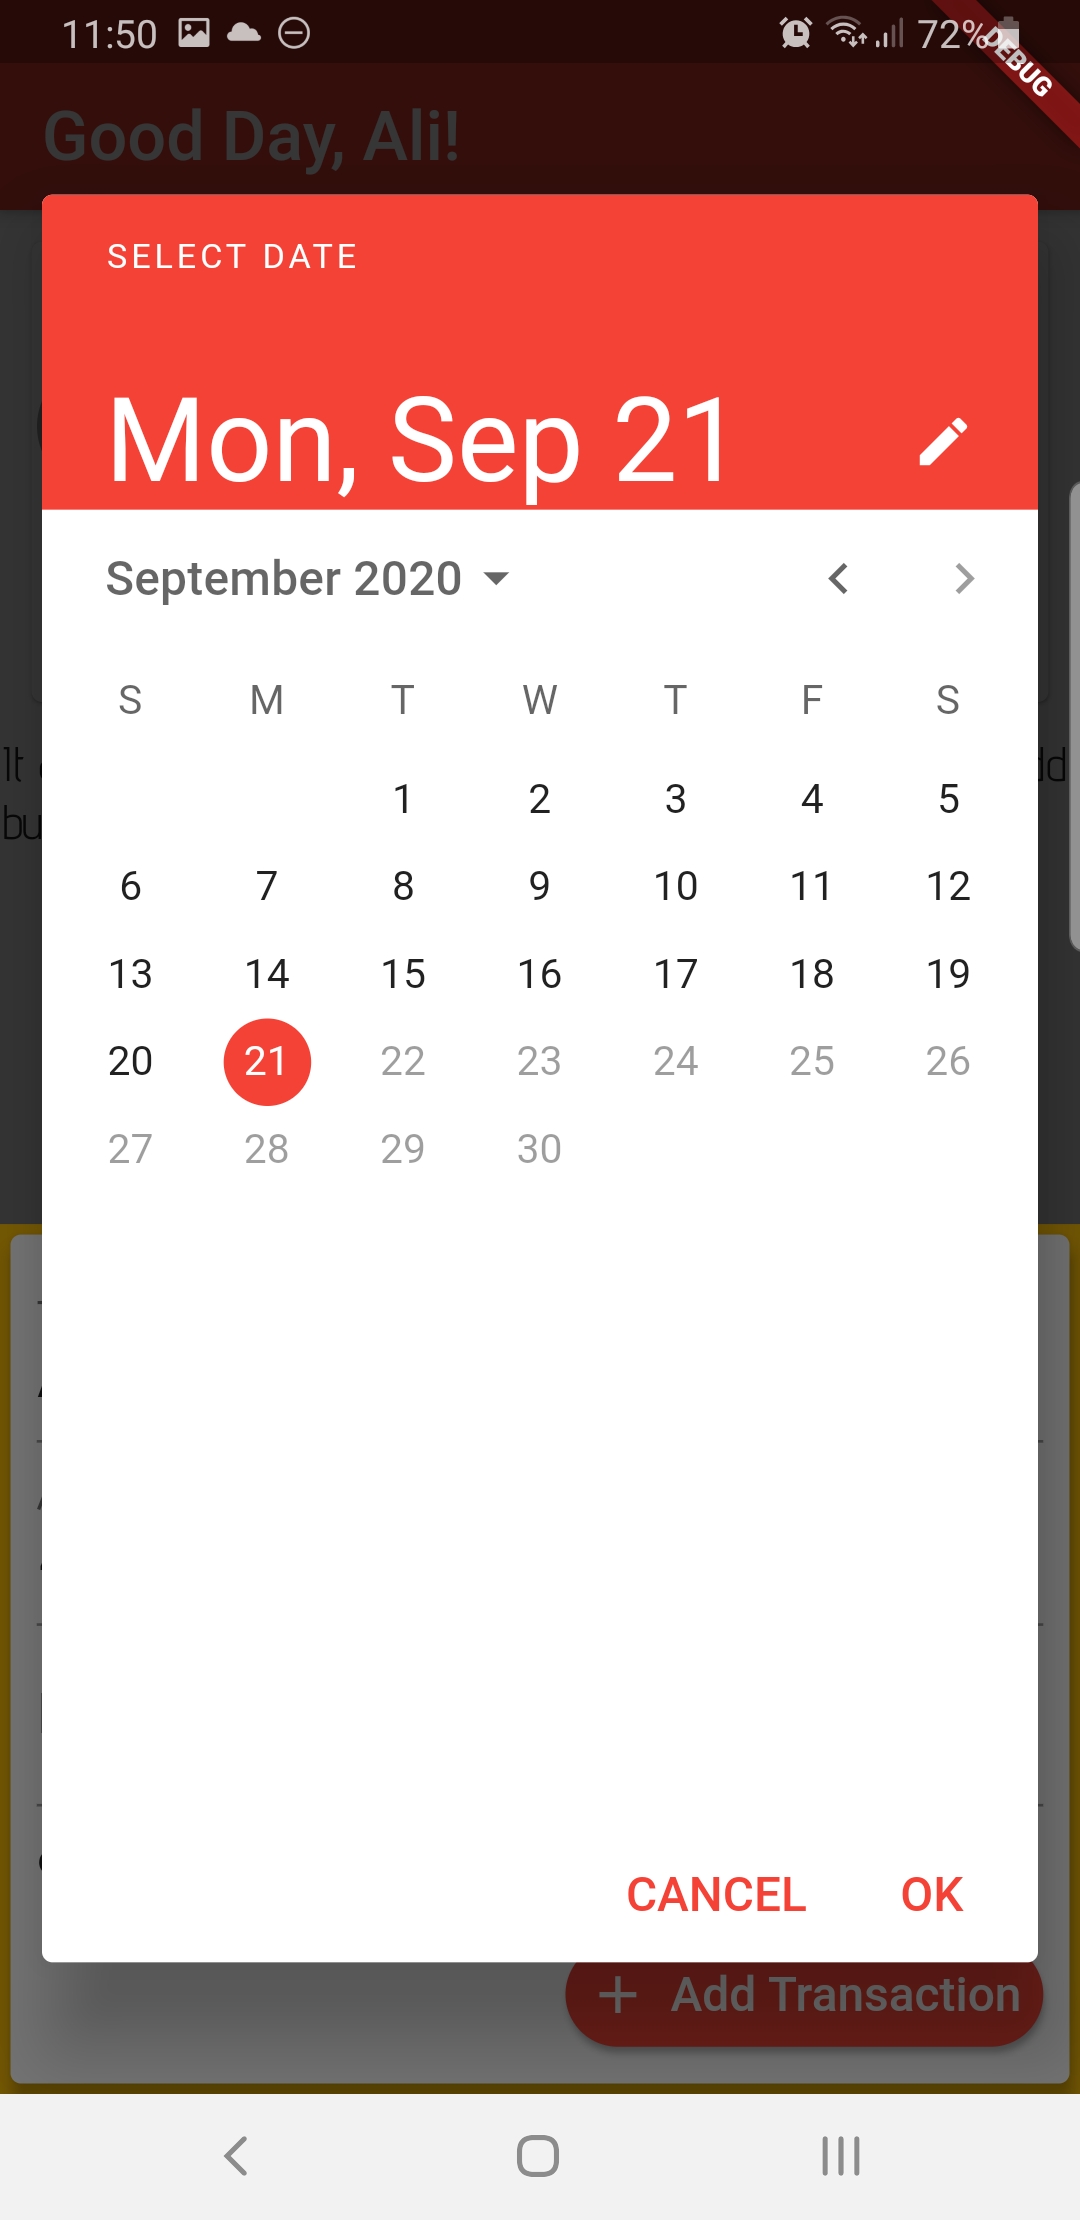 11:50 72%
DEBUG
Good Day, Ali!
SELECT DATE
Mon, Sep 21
September 2020
S M T W T F S
1 2 3 4 5
6 7 8 9 10 11 12
13 14 15 16 17 18 19
20 21 22 23 24 25 26
27 28 29 30
It
bu
CANCEL OK
+ Add Transaction